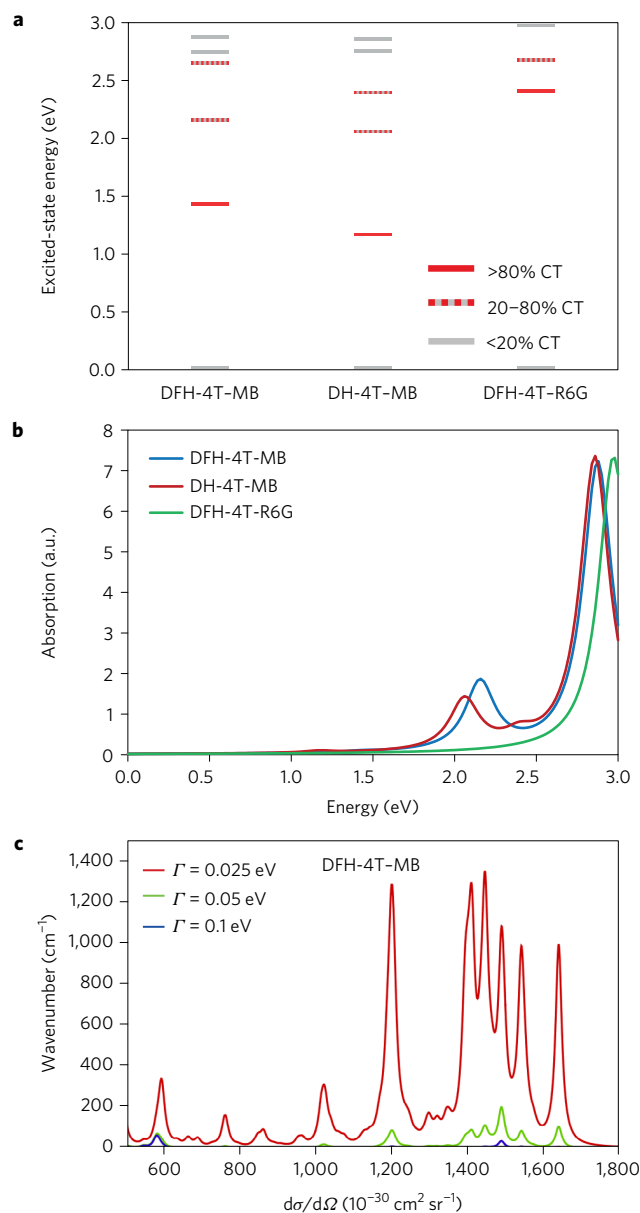 a
3.0
2.5
2.0
1.5
1.0
0.5
0.0
Excited-state energy (eV)
>80% CT
20–80% CT
<20% CT
DFH-4T–MB
DH-4T–MB
DFH-4T–R6G
b
8
7
6
5
4
3
2
1
0
Absorption (a.u.)
DFH-4T-MB
DH-4T-MB
DFH-4T-R6G
0.0
0.5
1.0
1.5
2.0
2.5
3.0
Energy (eV)
c
1,400
1,200
1,000
800
600
400
200
0
Wavenumber (cm⁻¹)
Γ = 0.025 eV
Γ = 0.05 eV
Γ = 0.1 eV
DFH-4T–MB
600
800
1,000
1,200
1,400
1,600
1,800
dσ/dΩ (10⁻³⁰ cm² sr⁻¹)